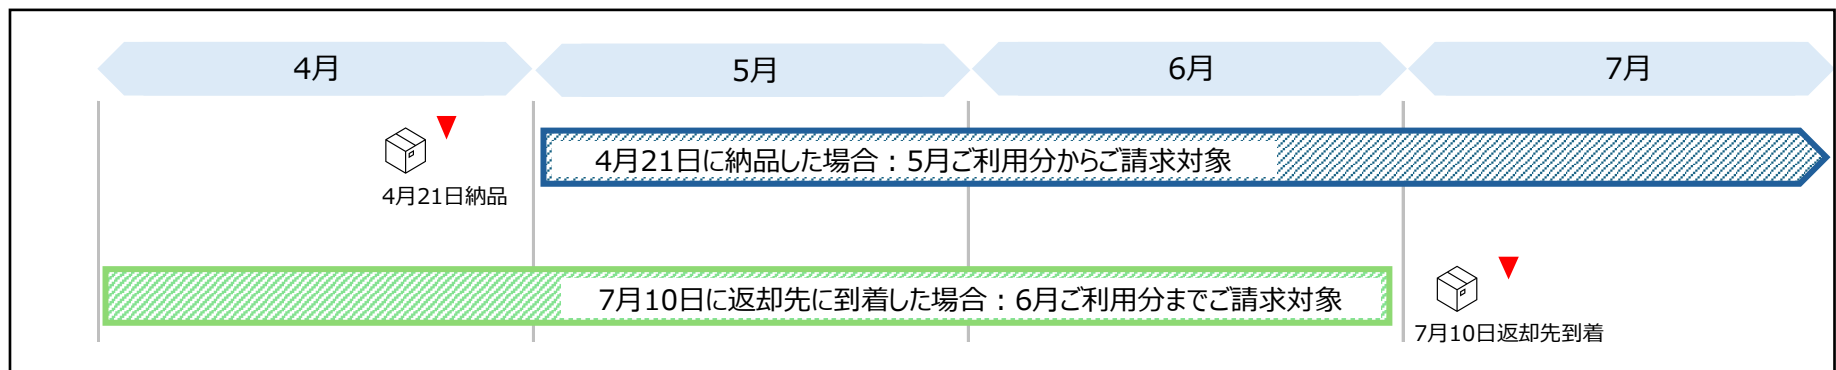 4月
5月
6月
7月
4月21日に納品した場合：5月ご利用分からご請求対象
4月21日納品
7月10日に返却先に到着した場合：6月ご利用分までご請求対象
7月10日返却先到着